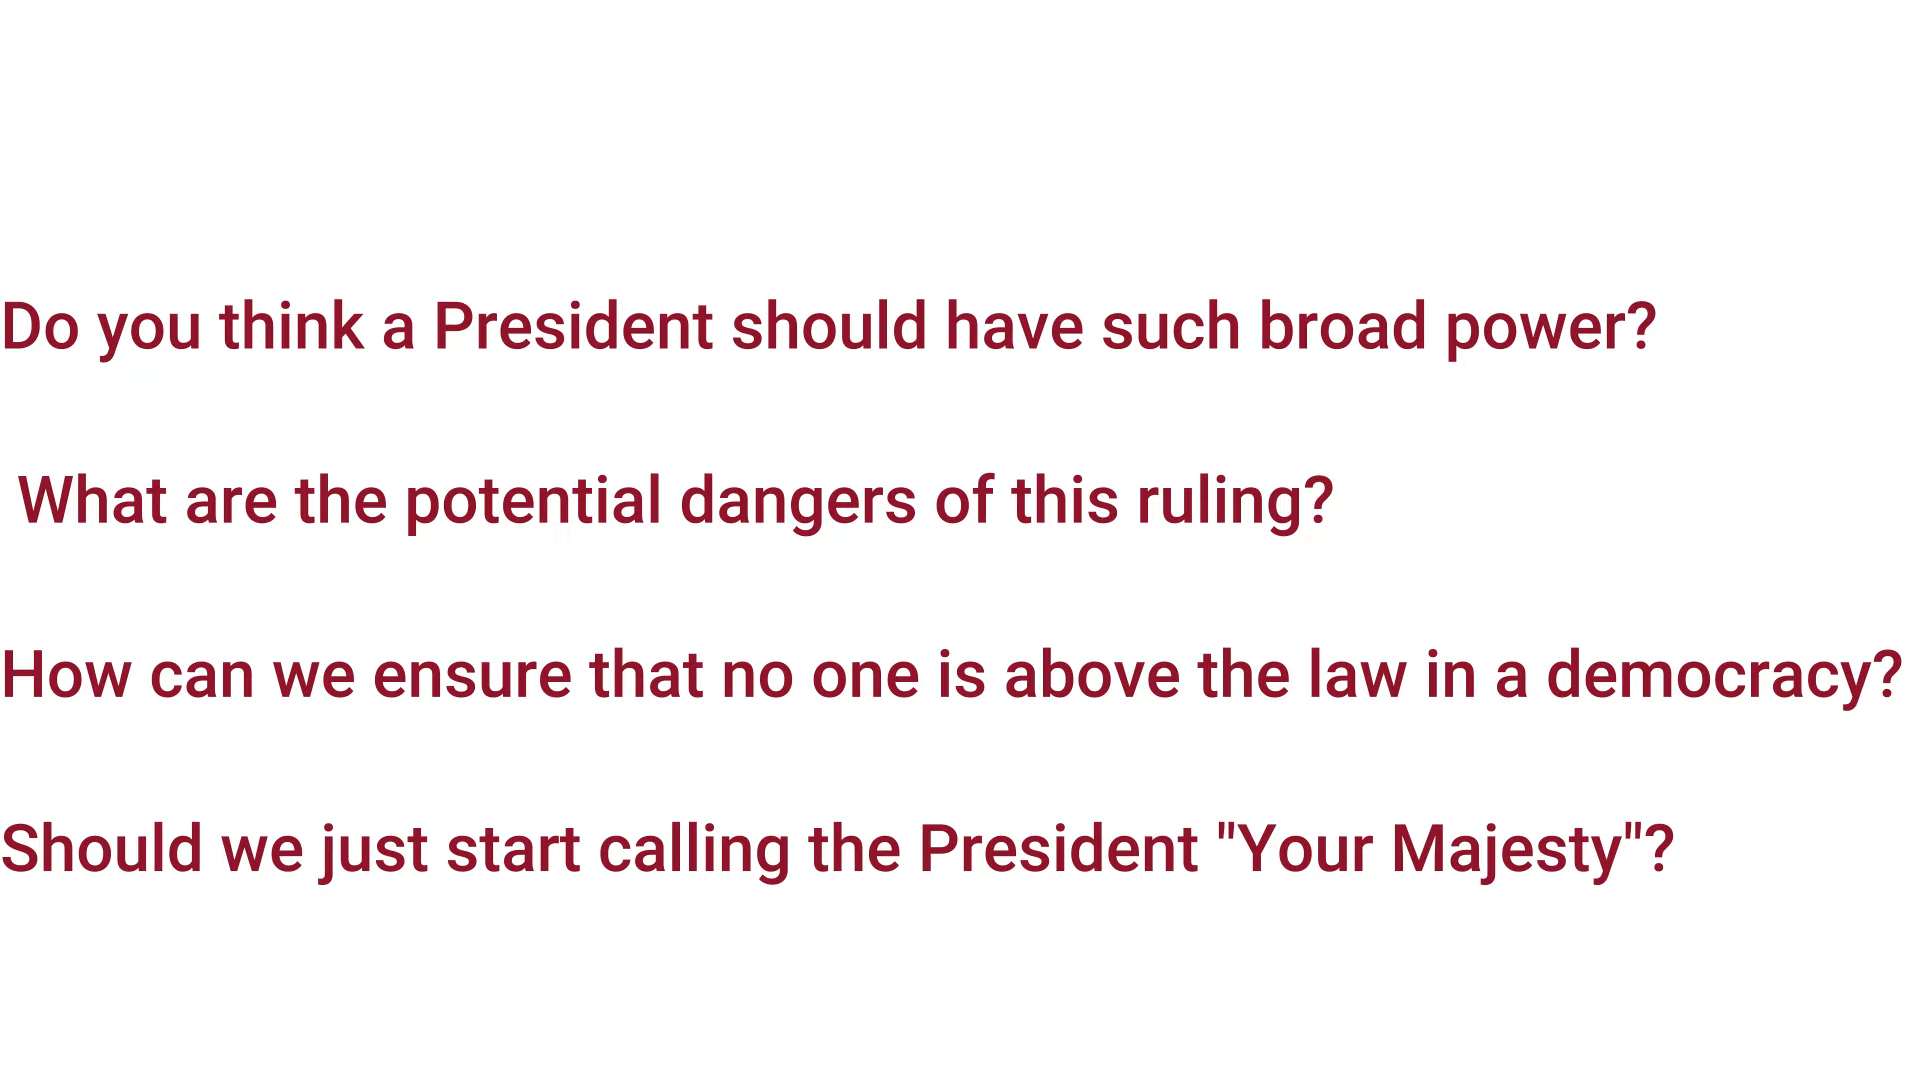 Do you think a President should have such broad power?
What are the potential dangers of this ruling?
How can we ensure that no one is above the law in a democracy?
Should we just start calling the President "Your Majesty"?